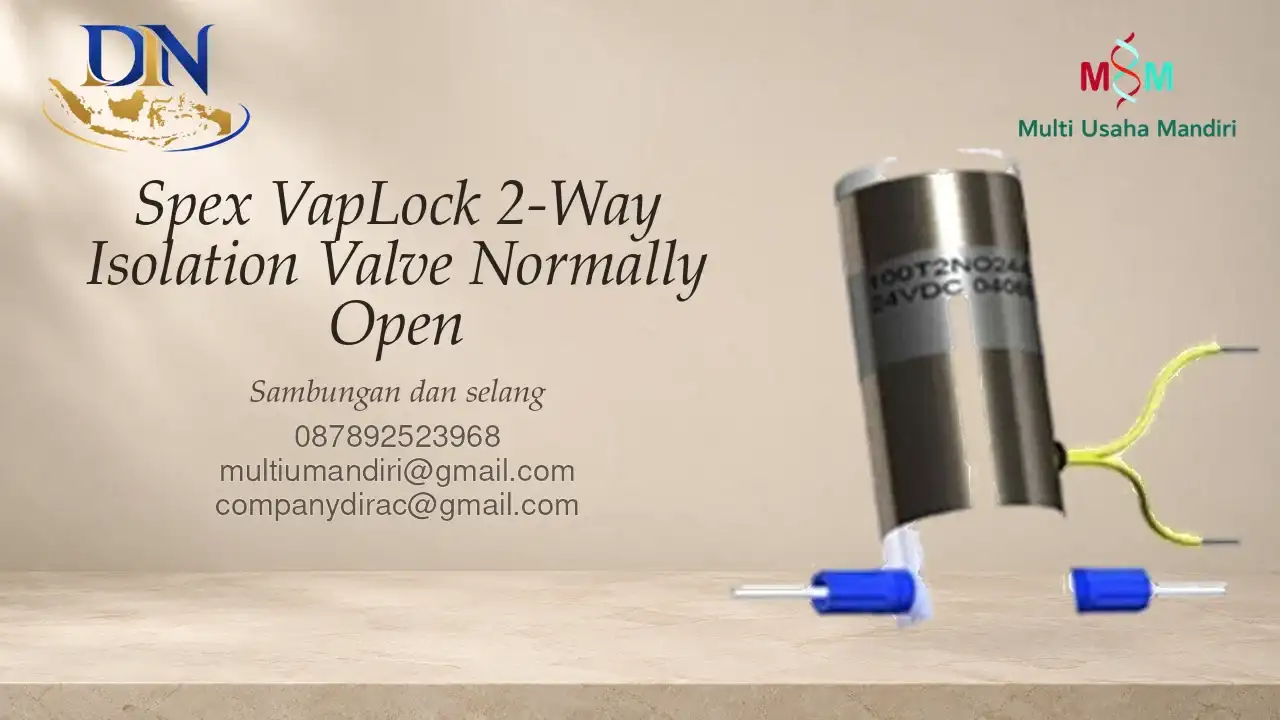 DN
MSM
Multi Usaha Mandiri
Spex VapLock 2-Way
Isolation Valve Normally
Open
Sambungan dan selang
087892523968
multiumandiri@gmail.com
companydirac@gmail.com
100T2NO244
24VDC